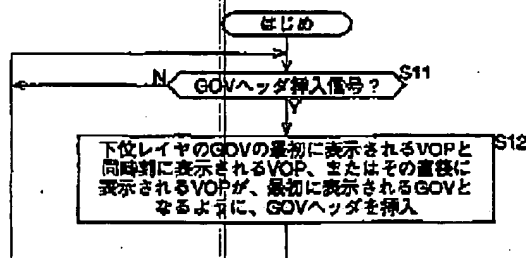 はじめ
N
GOVヘッダ挿入信号？
S11
Y
S12
下位レイヤのGOVの最初に表示されるVOPと
同時刻に表示されるVOP、またはその直後に
表示されるVOPが、最初に表示されるGOVと
なるように、GOVヘッダを挿入